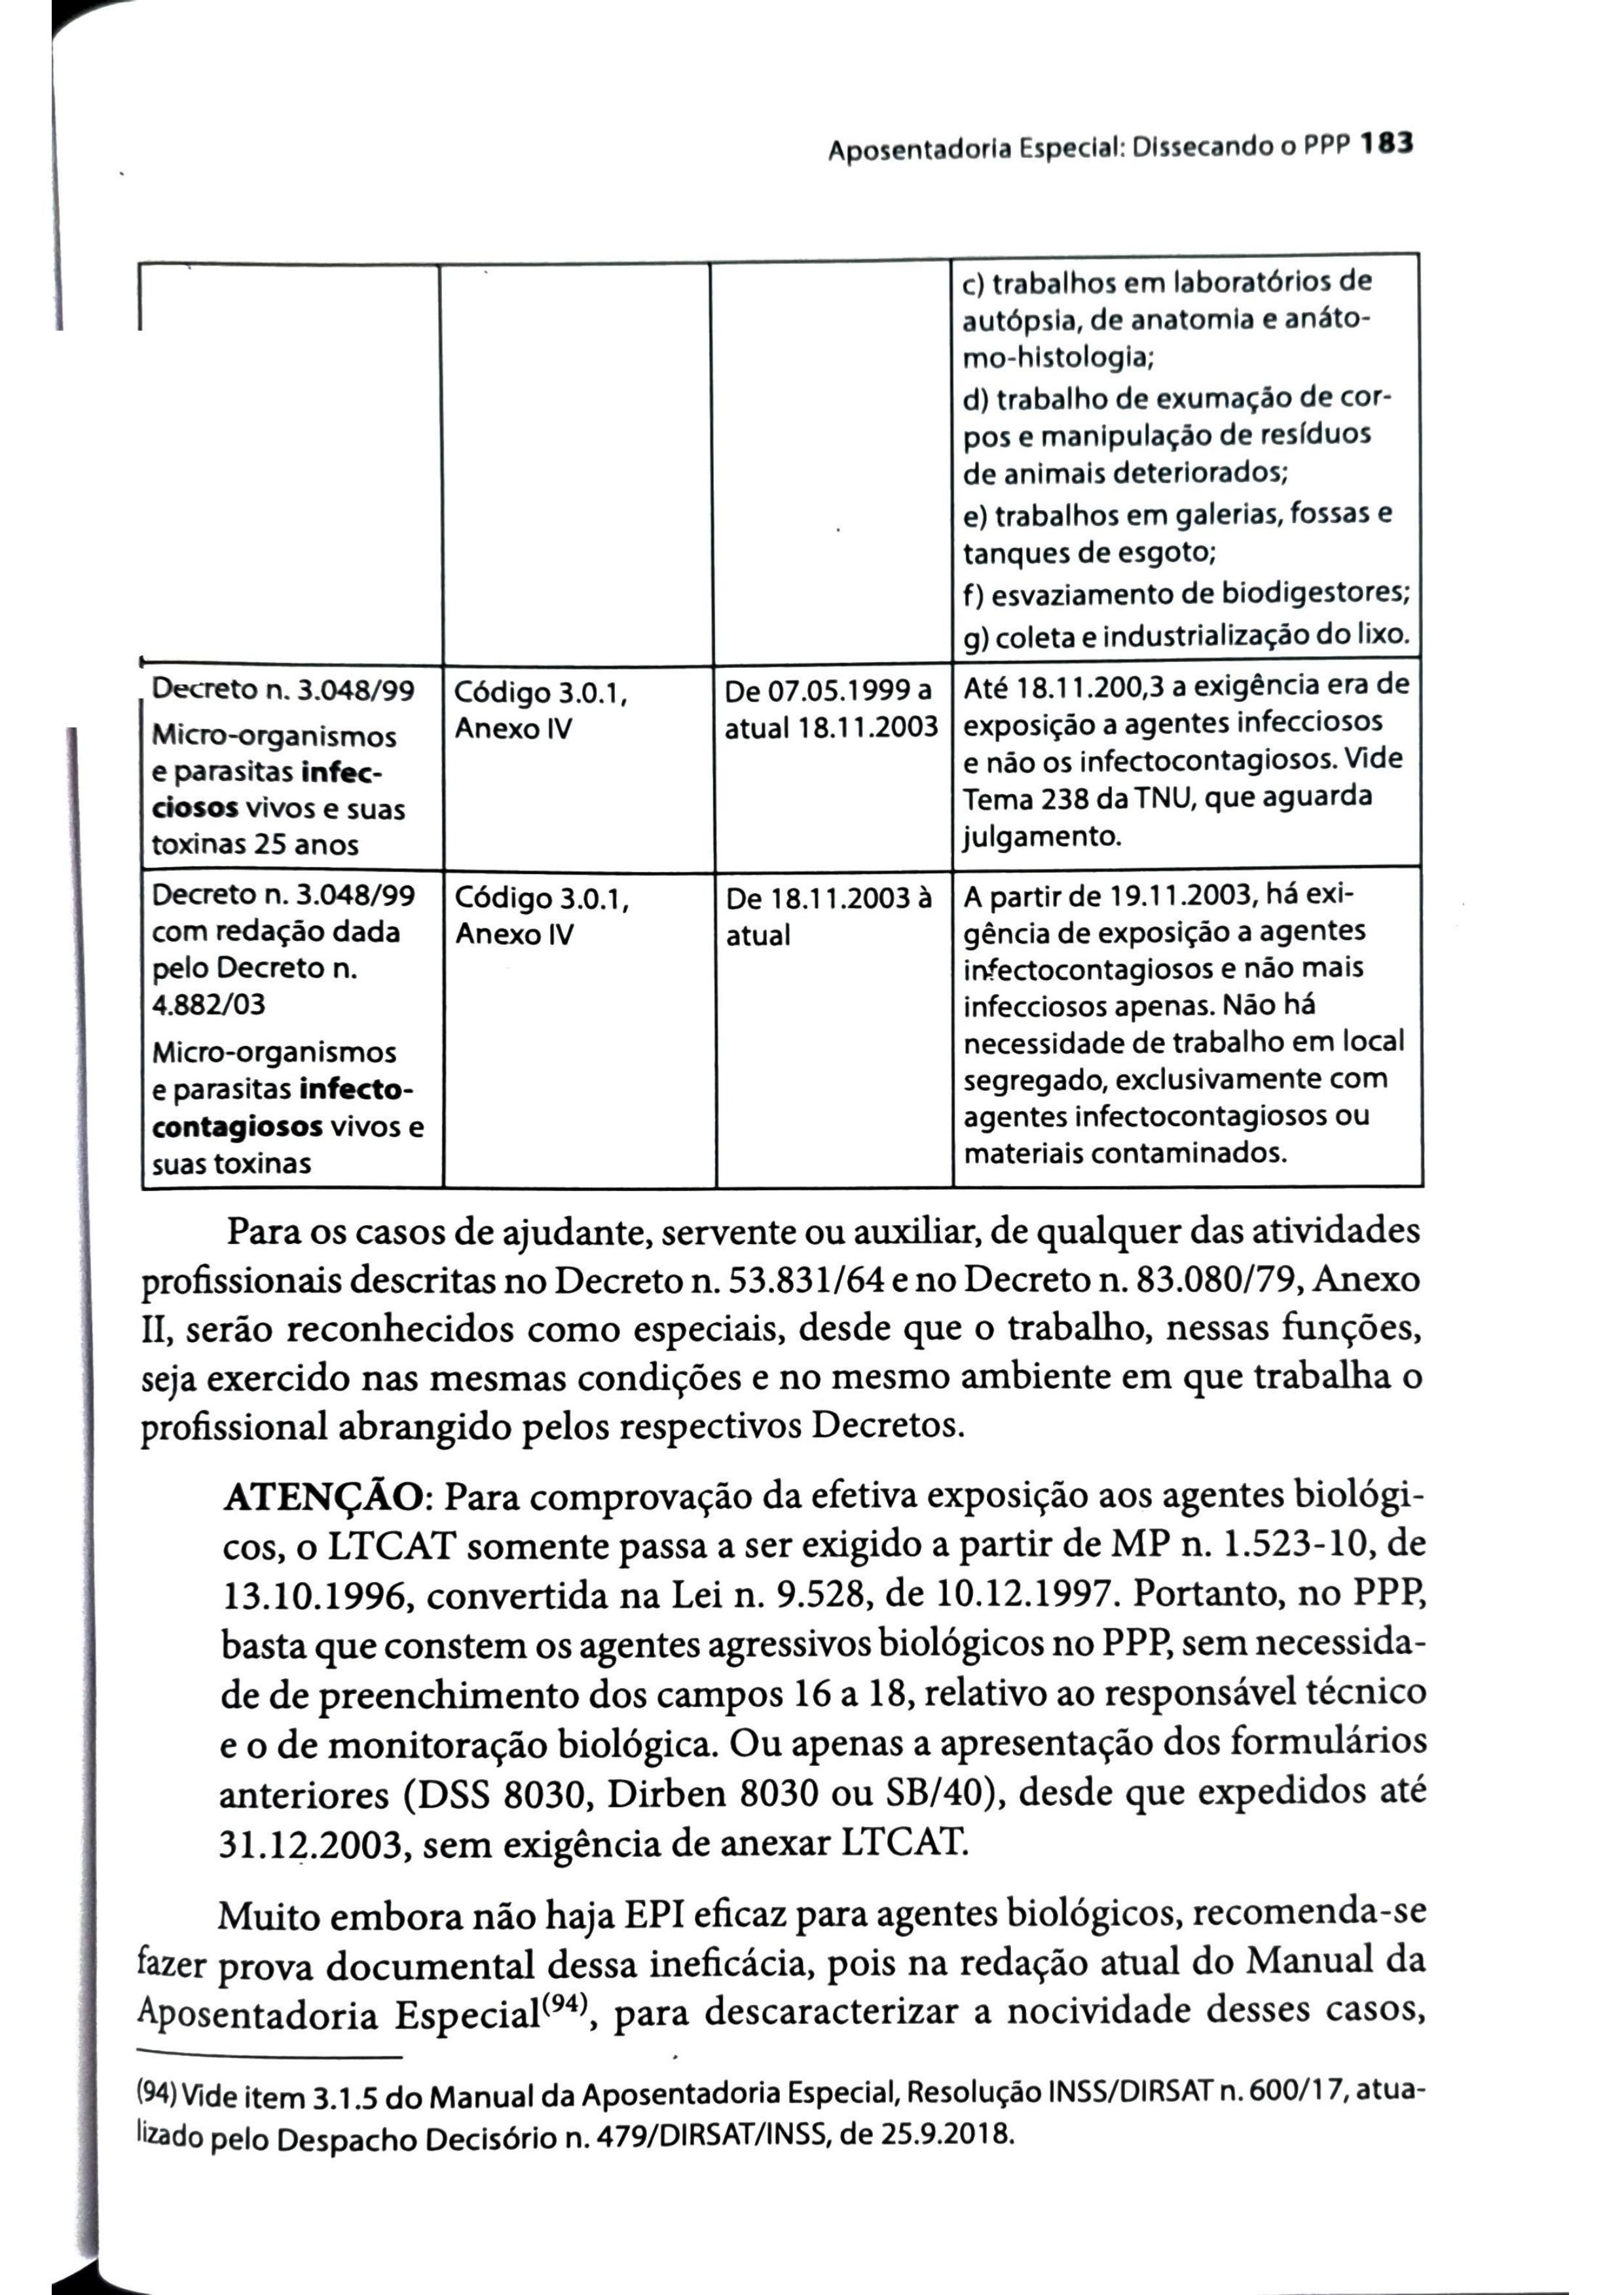 Aposentadoria Especial: Dissecando o PPP 183
c) trabalhos em laboratórios de
autópsia, de anatomia e anáto-
mo-histologia;
d) trabalho de exumação de cor-
pos e manipulação de resíduos
de animais deteriorados;
e) trabalhos em galerias, fossas e
tanques de esgoto;
f) esvaziamento de biodigestores;
g) coleta e industrialização do lixo.
Decreto n. 3.048/99
Micro-organismos
e parasitas infec-
ciosos vivos e suas
toxinas 25 anos
Código 3.0.1,
Anexo IV
De 07.05.1999 a
atual 18.11.2003
Até 18.11.200,3 a exigência era de
exposição a agentes infecciosos
e não os infectocontagiosos. Vide
Tema 238 da TNU, que aguarda
julgamento.
Decreto n. 3.048/99
com redação dada
pelo Decreto n.
4.882/03
Micro-organismos
e parasitas infecto-
contagiosos vivos e
suas toxinas
Código 3.0.1,
Anexo IV
De 18.11.2003 à
atual
A partir de 19.11.2003, há exi-
gência de exposição a agentes
infectocontagiosos e não mais
infecciosos apenas. Não há
necessidade de trabalho em local
segregado, exclusivamente com
agentes infectocontagiosos ou
materiais contaminados.
Para os casos de ajudante, servente ou auxiliar, de qualquer das atividades
profissionais descritas no Decreto n. 53.831/64 e no Decreto n. 83.080/79, Anexo
II, serão reconhecidos como especiais, desde que o trabalho, nessas funções,
seja exercido nas mesmas condições e no mesmo ambiente em que trabalha o
profissional abrangido pelos respectivos Decretos.
ATENÇÃO: Para comprovação da efetiva exposição aos agentes biológi-
cos, o LTCAT somente passa a ser exigido a partir de MP n. 1.523-10, de
13.10.1996, convertida na Lei n. 9.528, de 10.12.1997. Portanto, no PPP,
basta que constem os agentes agressivos biológicos no PPP, sem necessida-
de de preenchimento dos campos 16 a 18, relativo ao responsável técnico
e o de monitoração biológica. Ou apenas a apresentação dos formulários
anteriores (DSS 8030, Dirben 8030 ou SB/40), desde que expedidos até
31.12.2003, sem exigência de anexar LTCAT.
Muito embora não haja EPI eficaz para agentes biológicos, recomenda-se
fazer prova documental dessa ineficácia, pois na redação atual do Manual da
Aposentadoria Especial(94), para descaracterizar a nocividade desses casos,
(94) Vide item 3.1.5 do Manual da Aposentadoria Especial, Resolução INSS/DIRSAT n. 600/17, atua-
lizado pelo Despacho Decisório n. 479/DIRSAT/INSS, de 25.9.2018.